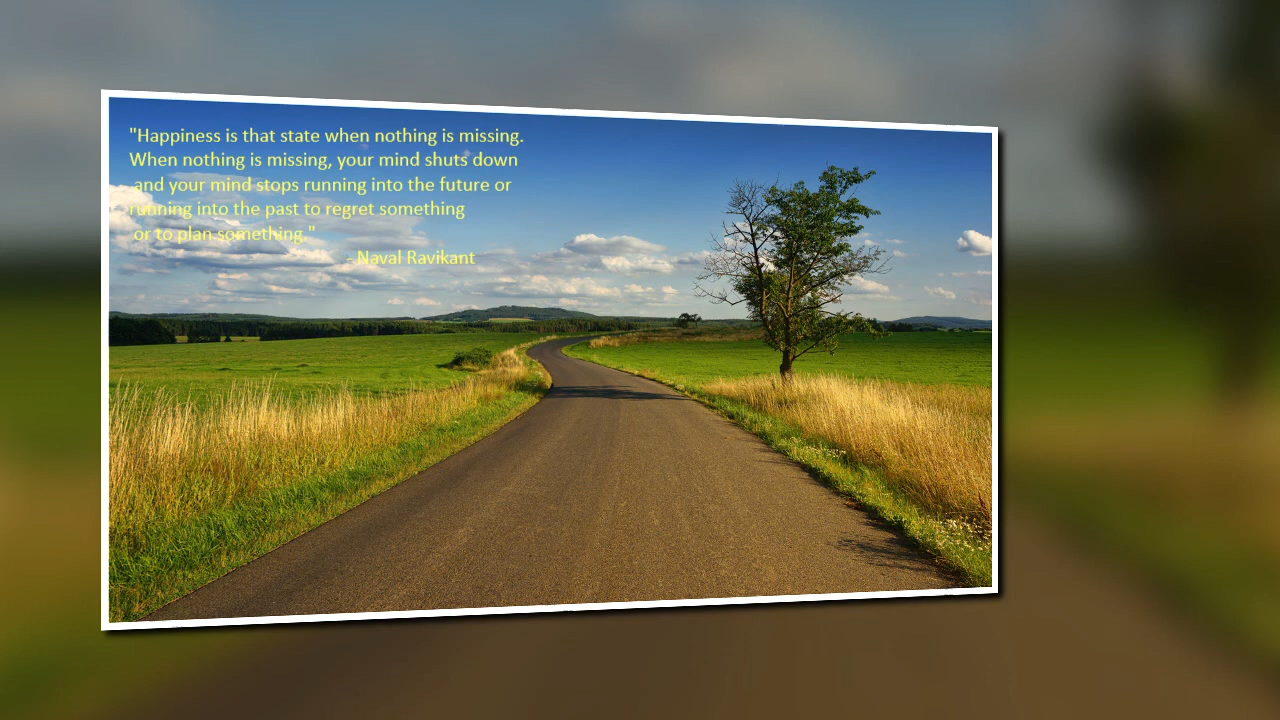 "Happiness is that state when nothing is missing.
When nothing is missing, your mind shuts down
and your mind stops running into the future or
running into the past to regret something
or to plan something."
- Naval Ravikant